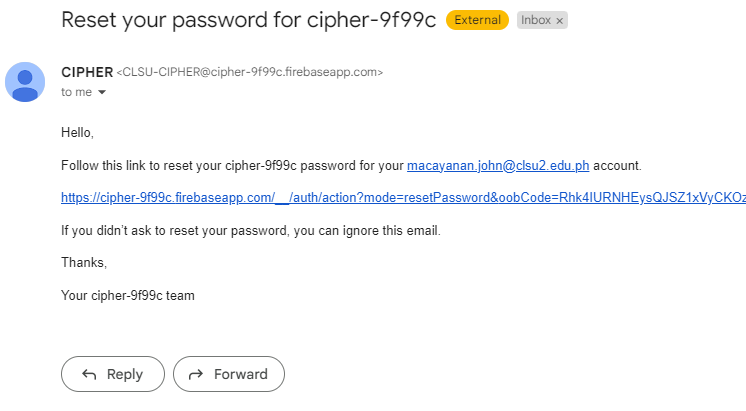 Reset your password for cipher-9f99c External Inbox ×
CIPHER <CLSU-CIPHER@cipher-9f99c.firebaseapp.com>
to me
Hello,
Follow this link to reset your cipher-9f99c password for your macayanan.john@clsu2.edu.ph account.
https://cipher-9f99c.firebaseapp.com/__/auth/action?mode=resetPassword&oobCode=Rhk4IURNHEysQJSZ1xVyCKOz
If you didn’t ask to reset your password, you can ignore this email.
Thanks,
Your cipher-9f99c team
Reply Forward